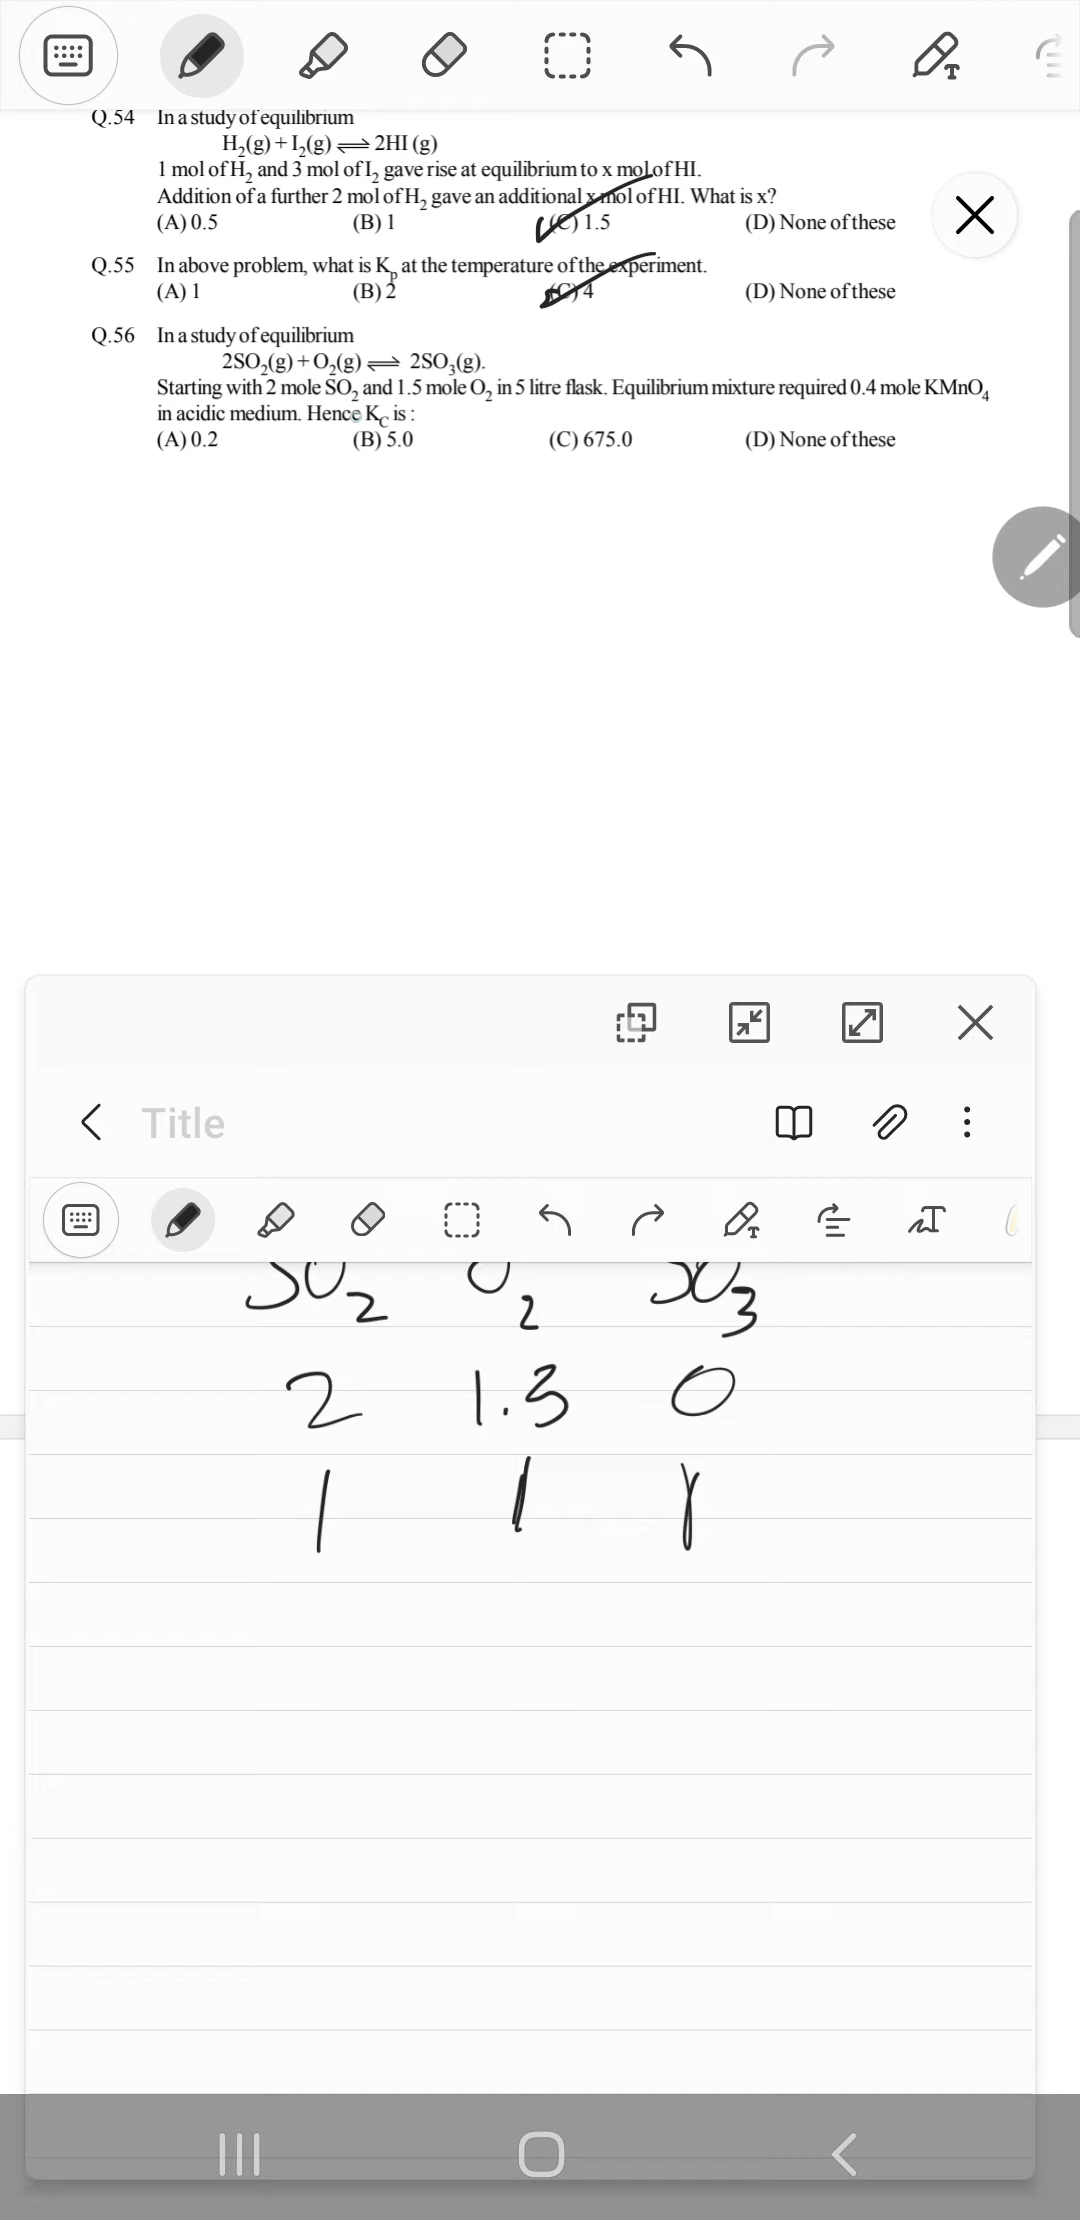 Q.54 In a study of equilibrium
H₂(g) + I₂(g) ⇌ 2HI (g)
1 mol of H₂ and 3 mol of I₂ gave rise at equilibrium to x mol of HI.
Addition of a further 2 mol of H₂ gave an additional x mol of HI. What is x?
(A) 0.5 (B) 1 (C) 1.5 (D) None of these
Q.55 In above problem, what is Kp at the temperature of the experiment.
(A) 1 (B) 2 (C) 4 (D) None of these
Q.56 In a study of equilibrium
2SO₂(g) + O₂(g) ⇌ 2SO₃(g).
Starting with 2 mole SO₂ and 1.5 mole O₂ in 5 litre flask. Equilibrium mixture required 0.4 mole KMnO₄
in acidic medium. Hence K_C is :
(A) 0.2 (B) 5.0 (C) 675.0 (D) None of these
Title
SO₂ O₂ SO₃
2 1.5 0
1 1